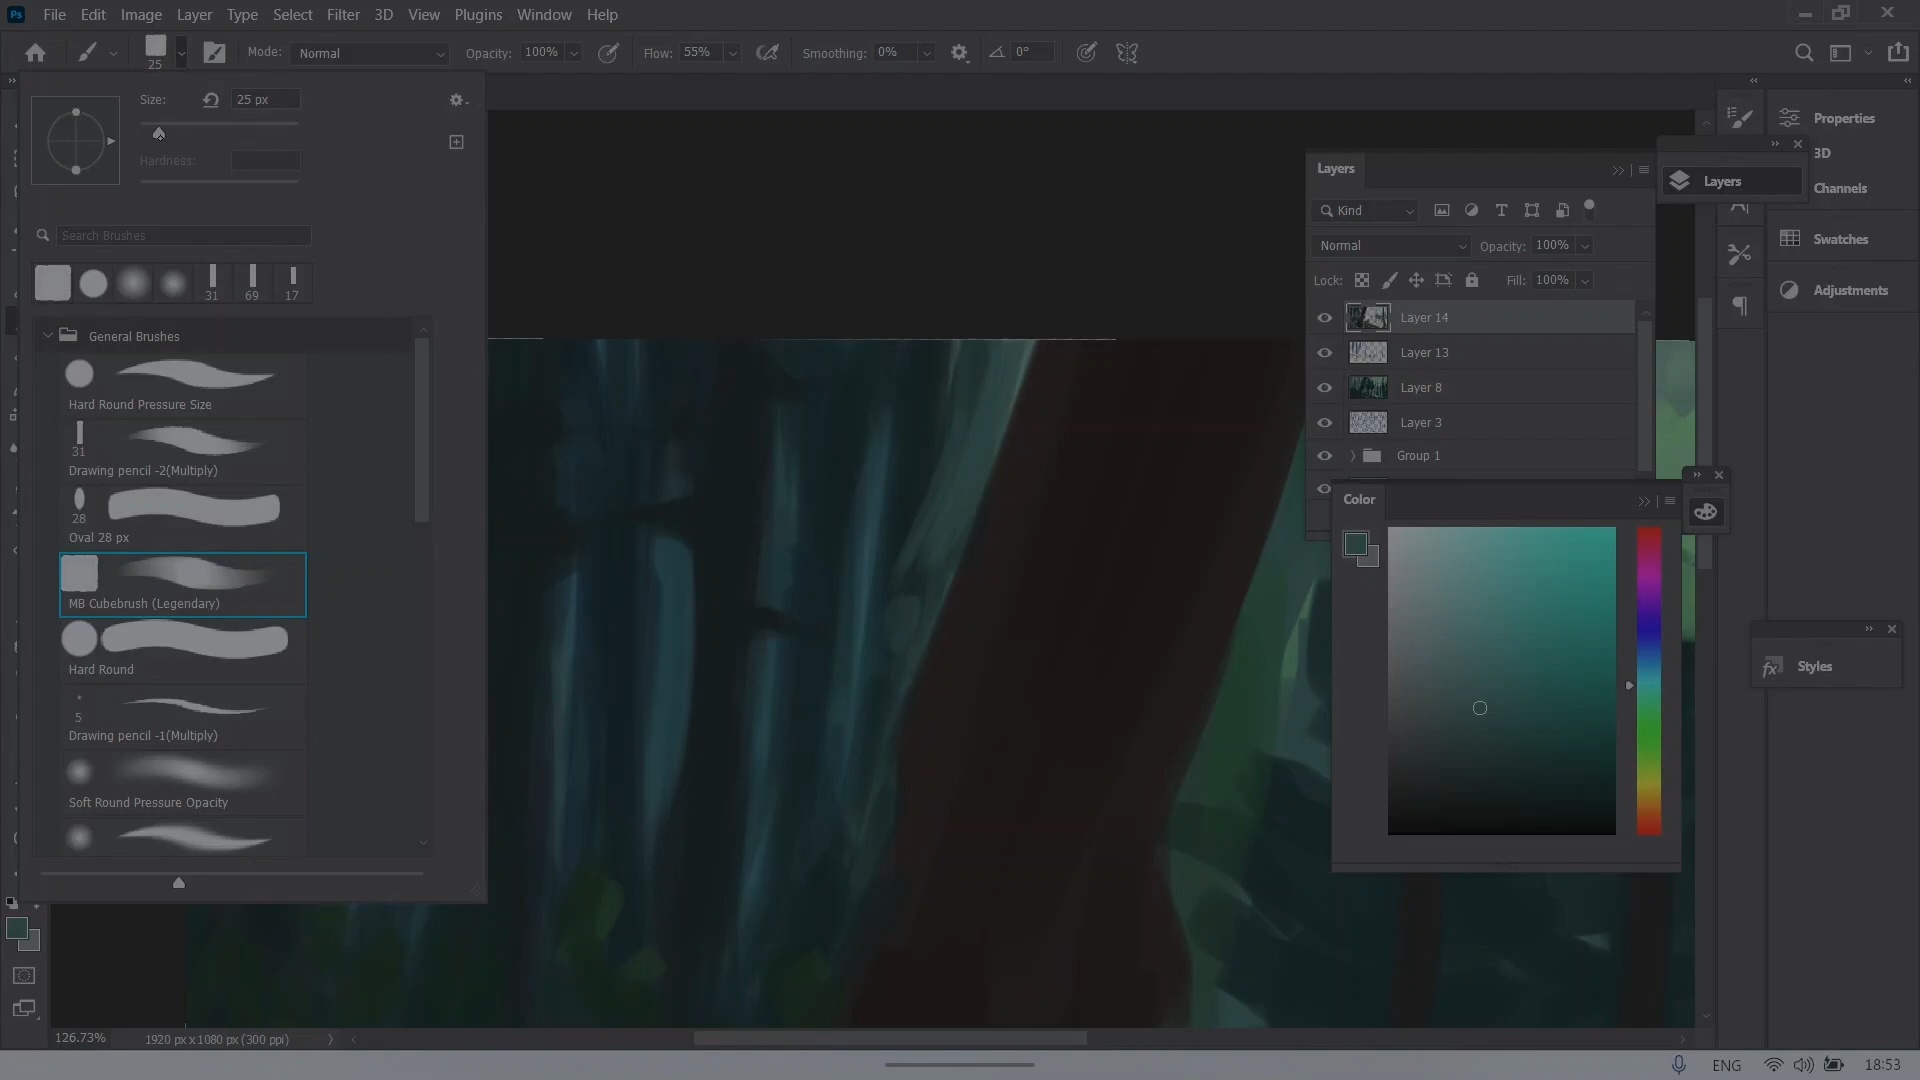 Ps File Edit Image Layer Type Select Filter 3D View Plugins Window Help
25 Mode: Normal Opacity: 100% Flow: 55% Smoothing: 0% 0°
Size: 25 px
Hardness:
Search Brushes
31 69 17
General Brushes
Hard Round Pressure Size
31
Drawing pencil -2(Multiply)
28
Oval 28 px
MB Cubebrush (Legendary)
Hard Round
5
Drawing pencil -1(Multiply)
Soft Round Pressure Opacity
Layers
Kind
Normal Opacity: 100%
Lock: Fill: 100%
Layer 14
Layer 13
Layer 8
Layer 3
Group 1
Color
Properties
3D
Layers
Channels
Swatches
Adjustments
fx Styles
126.73% 1920 px x 1080 px (300 ppi)
ENG 18:53